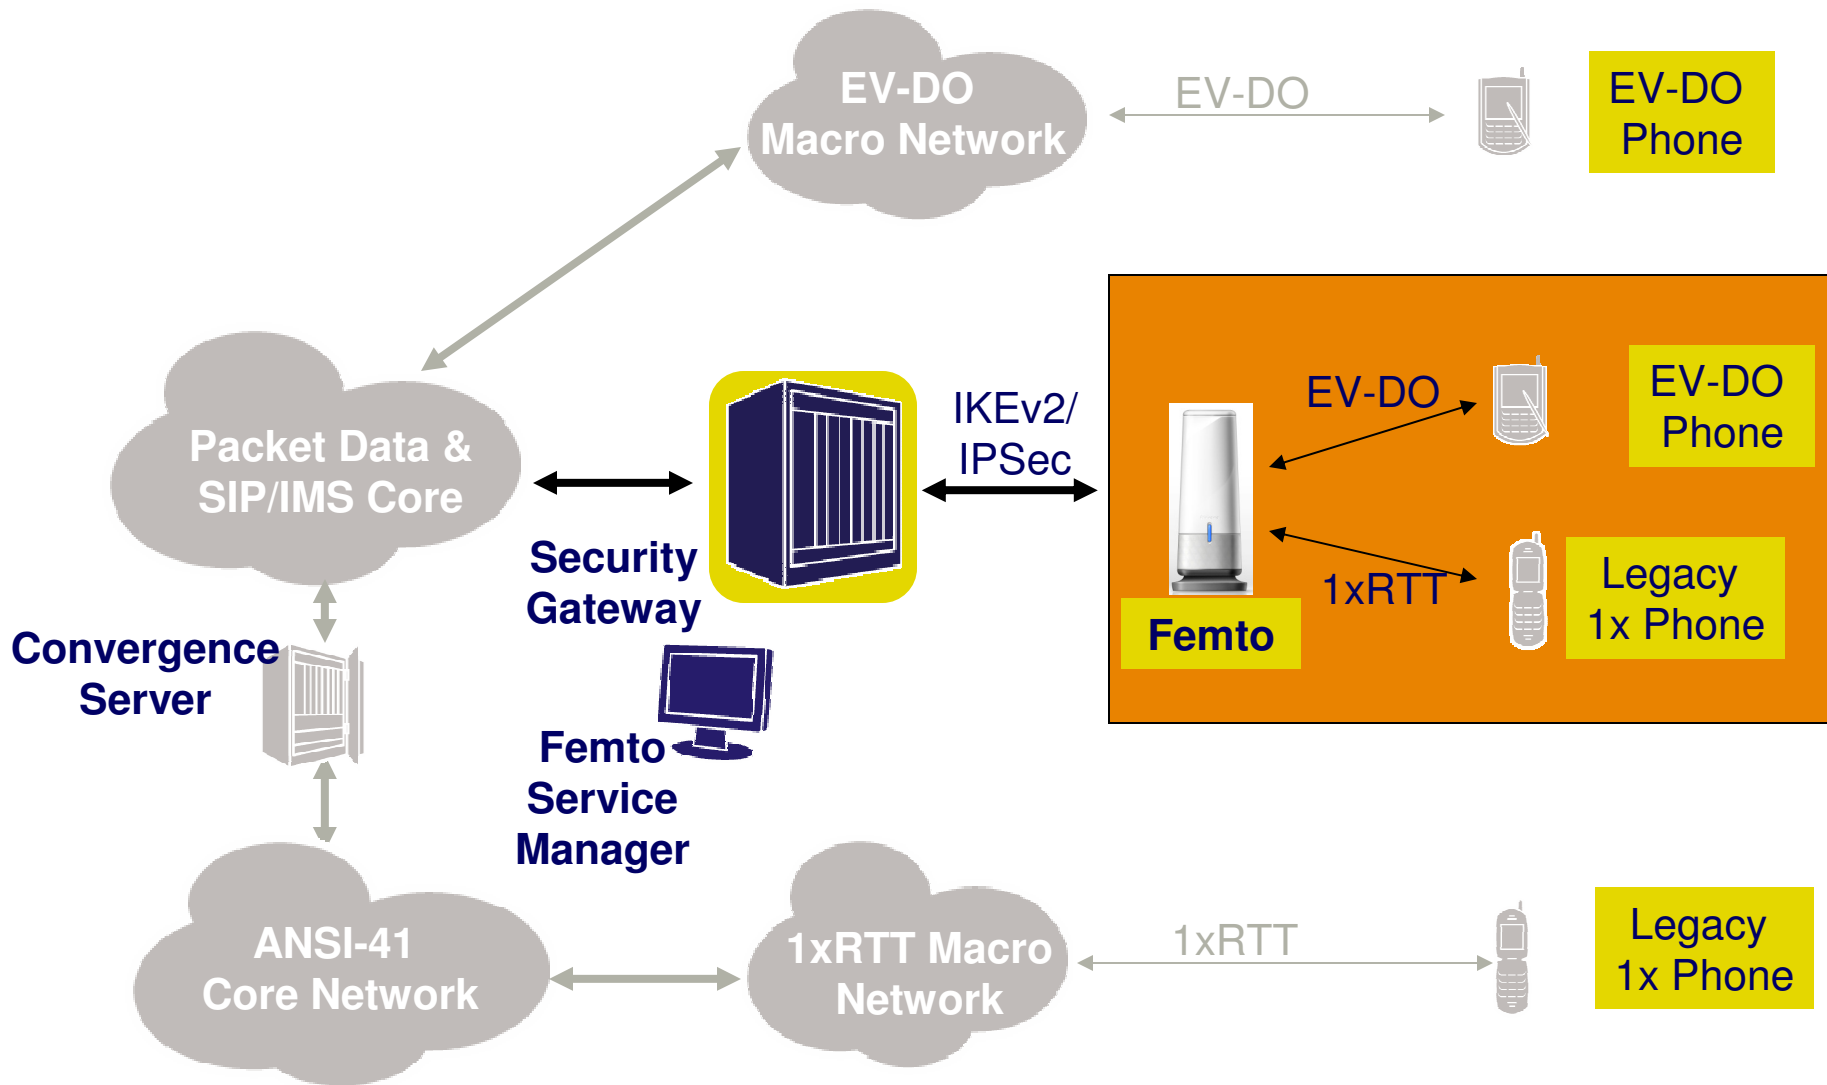 EV-DO
Macro Network
EV-DO
EV-DO
Phone
Packet Data &
SIP/IMS Core
Security
Gateway
IKEv2/
IPSec
EV-DO
EV-DO
Phone
Femto
1xRTT
Legacy
1x Phone
Convergence
Server
Femto
Service
Manager
ANSI-41
Core Network
1xRTT Macro
Network
1xRTT
Legacy
1x Phone